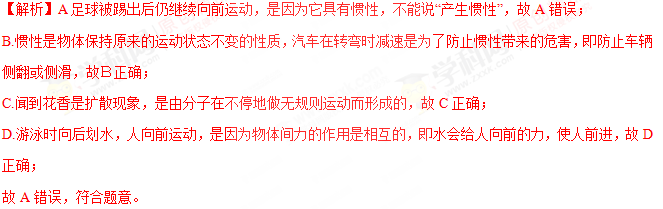 【解析】A 足球被踢出后仍继续向前运动，是因为它具有惯性，不能说“产生惯性”，故 A 错误；
B.惯性是物体保持原来的运动状态不变的性质，汽车在转弯时减速是为了防止惯性带来的危害，即防止车辆
侧翻或侧滑，故B正确；
C.闻到花香是扩散现象，是由分子在不停地做无规则运动而形成的，故 C 正确；
D.游泳时向后划水，人向前运动，是因为物体间力的作用是相互的，即水会给人向前的力，使人前进，故 D
正确；
故 A 错误，符合题意。